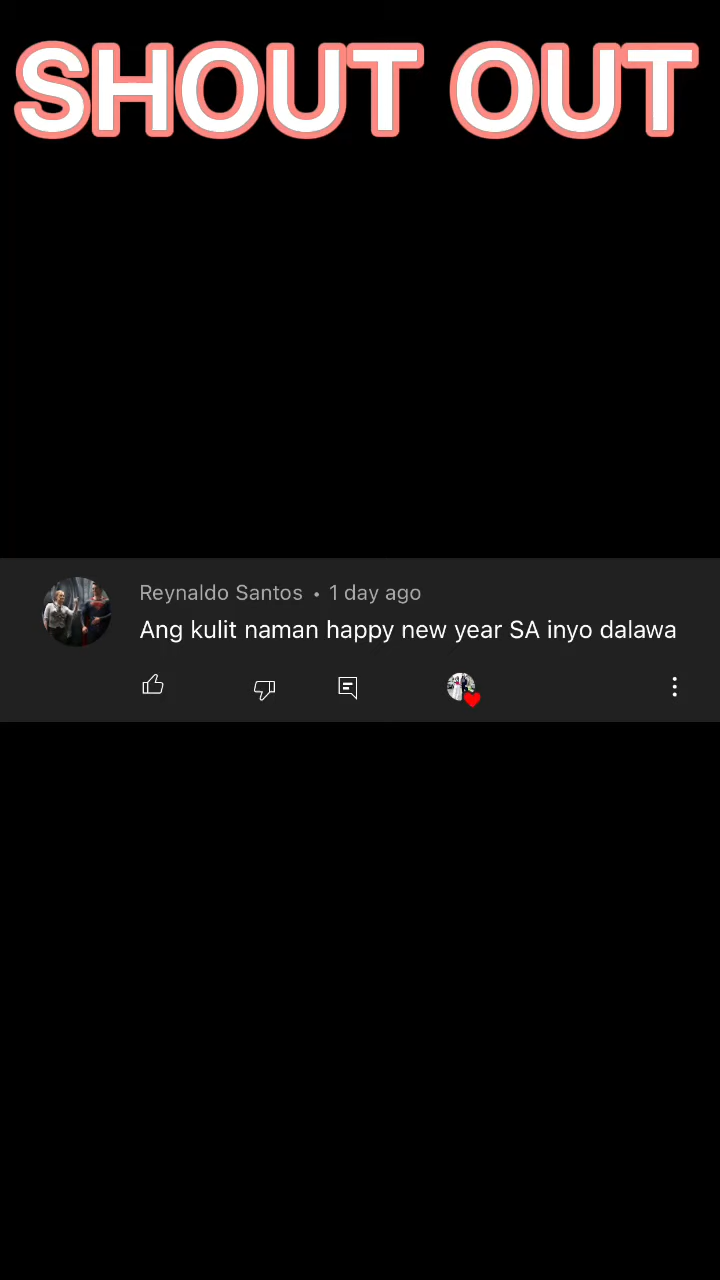 SHOUT OUT
Reynaldo Santos • 1 day ago
Ang kulit naman happy new year SA inyo dalawa